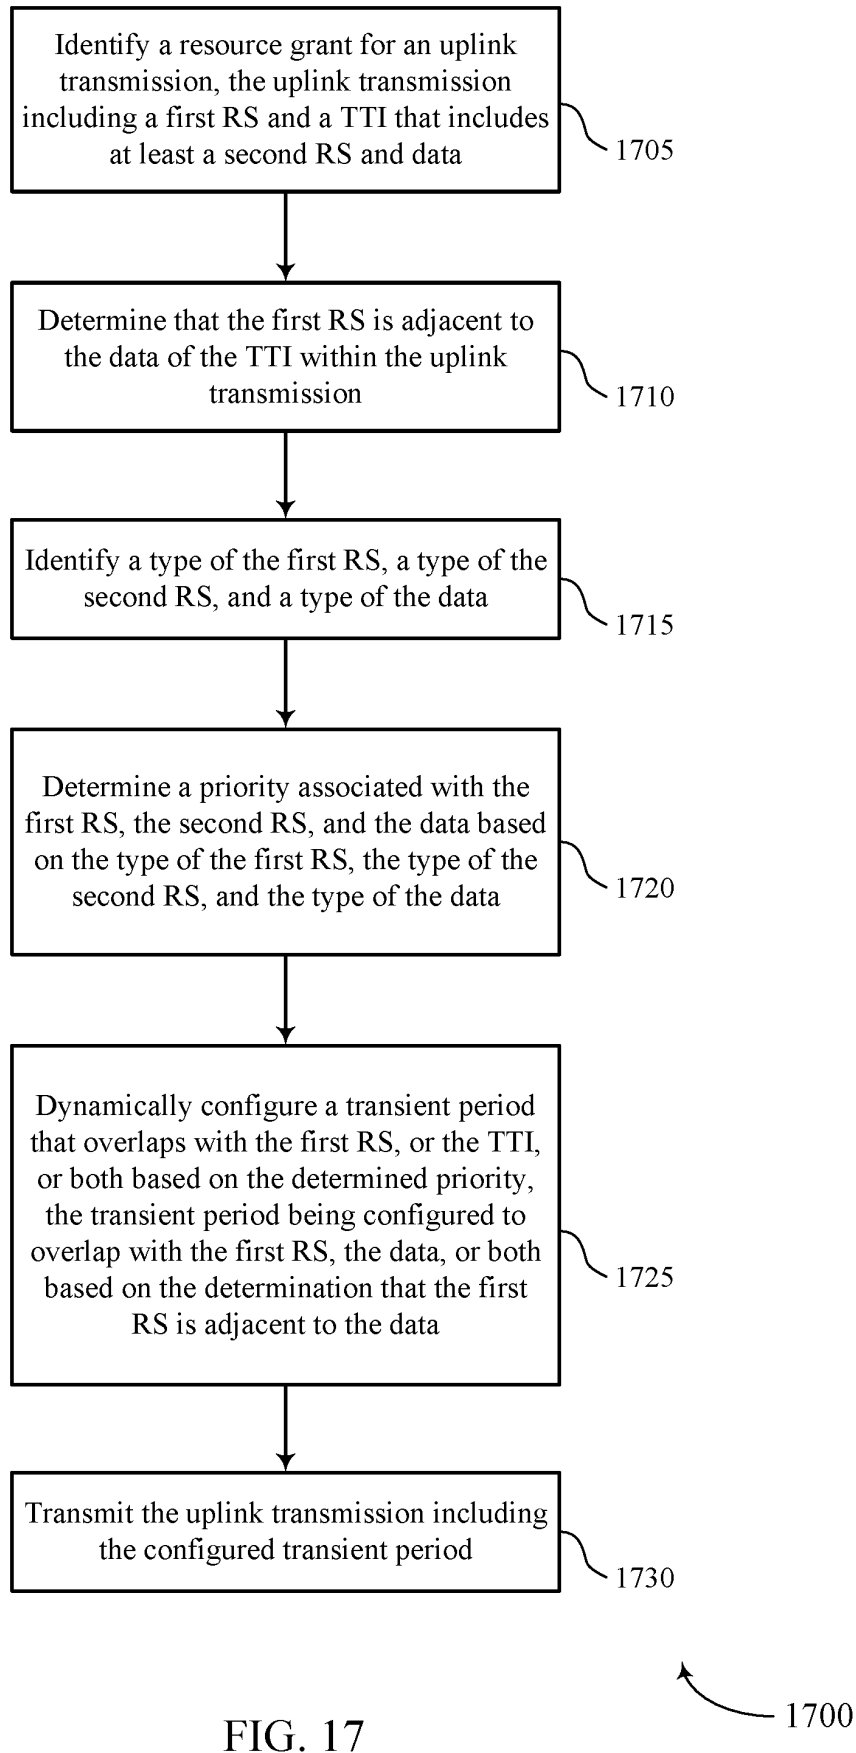 Identify a resource grant for an uplink
transmission, the uplink transmission
including a first RS and a TTI that includes
at least a second RS and data
1705
Determine that the first RS is adjacent to
the data of the TTI within the uplink
transmission
1710
Identify a type of the first RS, a type of the
second RS, and a type of the data
1715
Determine a priority associated with the
first RS, the second RS, and the data based
on the type of the first RS, the type of the
second RS, and the type of the data
1720
Dynamically configure a transient period
that overlaps with the first RS, or the TTI,
or both based on the determined priority,
the transient period being configured to
overlap with the first RS, the data, or both
based on the determination that the first
RS is adjacent to the data
1725
Transmit the uplink transmission including
the configured transient period
1730
1700
FIG. 17